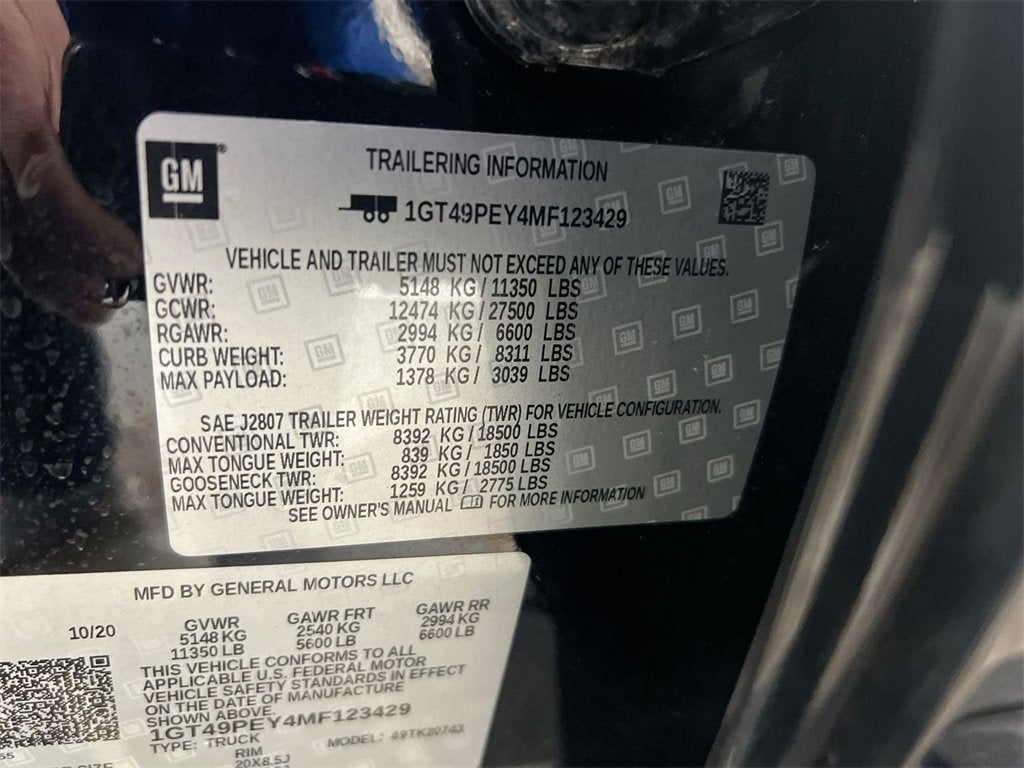 GM
TRAILERING INFORMATION
1GT49PEY4MF123429
VEHICLE AND TRAILER MUST NOT EXCEED ANY OF THESE VALUES.
GVWR: 5148 KG/11350 LBS
GCWR: 12474 KG/27500 LBS
RGAWR: 2994 KG/ 6600 LBS
CURB WEIGHT: 3770 KG/ 8311 LBS
MAX PAYLOAD: 1378 KG/ 3039 LBS
SAE J2807 TRAILER WEIGHT RATING (TWR) FOR VEHICLE CONFIGURATION.
CONVENTIONAL TWR: 8392 KG/18500 LBS
MAX TONGUE WEIGHT: 839 KG/ 1850 LBS
GOOSENECK TWR: 8392 KG/18500 LBS
MAX TONGUE WEIGHT: 1259 KG/ 2775 LBS
SEE OWNER'S MANUAL FOR MORE INFORMATION
MFD BY GENERAL MOTORS LLC
10/20 GVWR GAWR FRT GAWR RR
5148 KG 2540 KG 2994 KG
11350 LB 5600 LB 6600 LB
THIS VEHICLE CONFORMS TO ALL
APPLICABLE U.S. FEDERAL MOTOR
VEHICLE SAFETY STANDARDS IN EFFECT
ON THE DATE OF MANUFACTURE
SHOWN ABOVE.
1GT49PEY4MF123429
TYPE: TRUCK MODEL: 49TK20743
RIM
20X8.5J